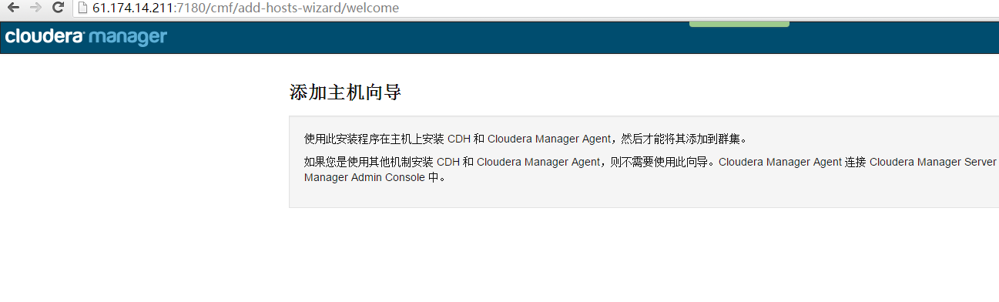 61.174.14.211:7180/cmf/add-hosts-wizard/welcome
cloudera manager
添加主机向导
使用此安装程序在主机上安装 CDH 和 Cloudera Manager Agent，然后才能将其添加到群集。
如果您是使用其他机制安装 CDH 和 Cloudera Manager Agent，则不需要使用此向导。Cloudera Manager Agent 连接 Cloudera Manager Server
Manager Admin Console 中。